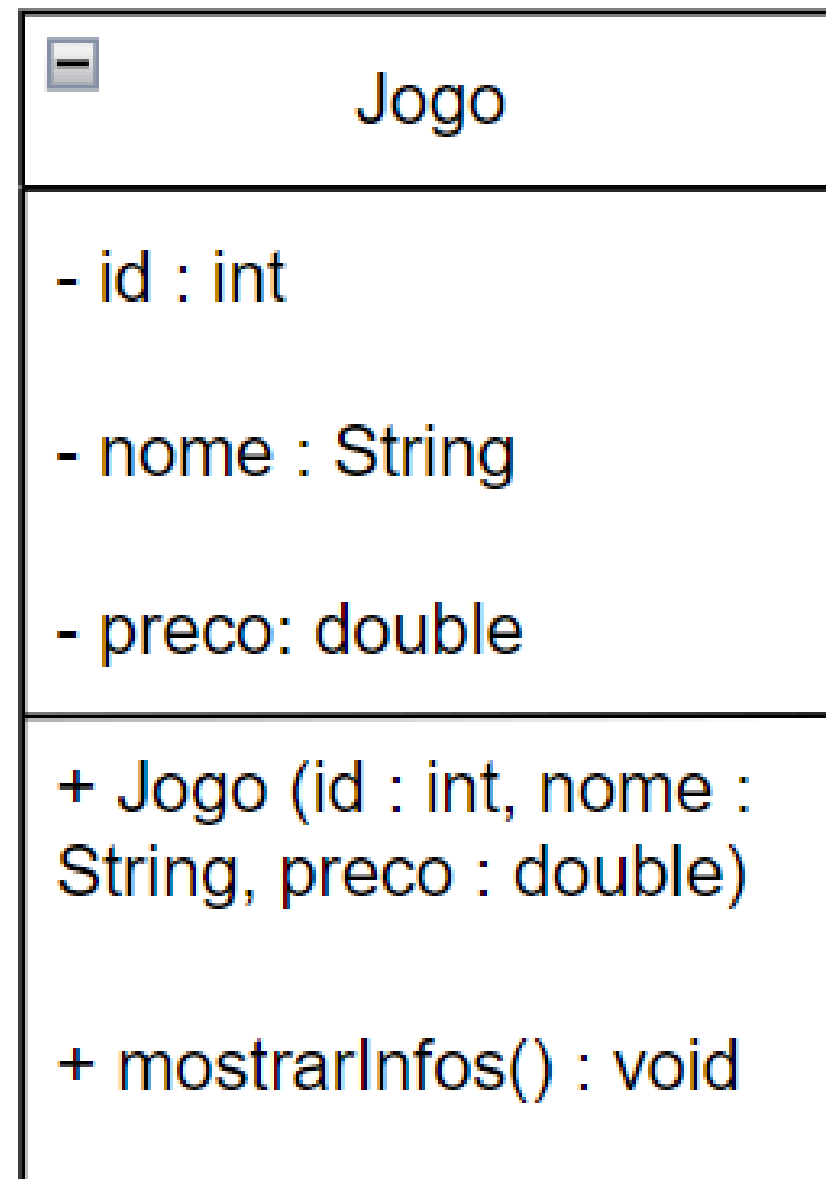 Jogo
- id : int
- nome : String
- preco: double
+ Jogo (id : int, nome :
String, preco : double)
+ mostrarInfos() : void